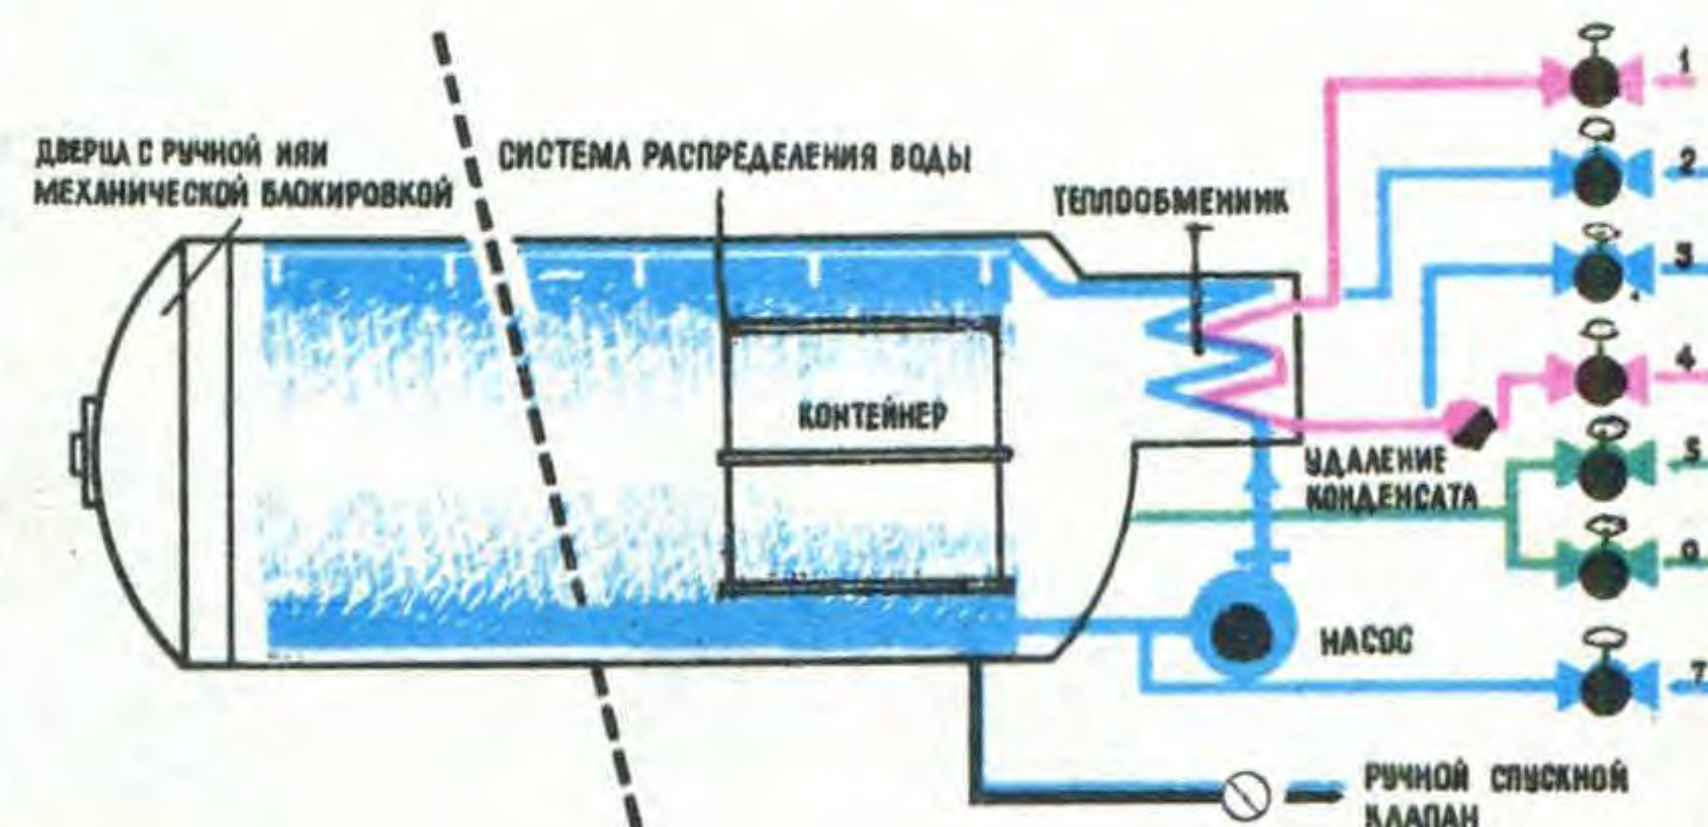 ДВЕРЦА С РУЧНОЙ ИЛИ
МЕХАНИЧЕСКОЙ БЛОКИРОВКОЙ
СИСТЕМА РАСПРЕДЕЛЕНИЯ ВОДЫ
ТЕПЛООБМЕННИК
1
2
3
4
КОНТЕЙНЕР
УДАЛЕНИЕ
КОНДЕНСАТА
5
6
НАСОС
7
РУЧНОЙ СПУСКНОЙ
КЛАПАН